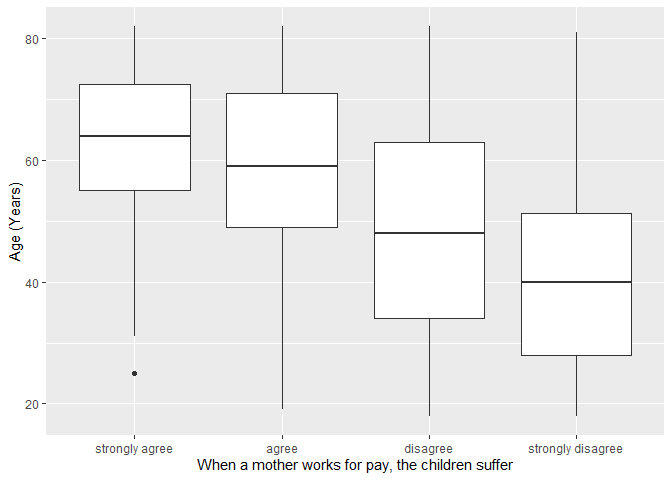 Age (Years)
80
60
40
20
strongly agree
agree
disagree
strongly disagree
When a mother works for pay, the children suffer